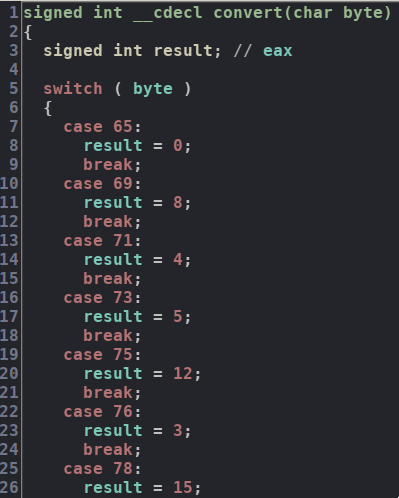 1 signed int __cdecl convert(char byte)
2 {
3   signed int result; // eax
4
5   switch ( byte )
6   {
7     case 65:
8       result = 0;
9       break;
10     case 69:
11       result = 8;
12       break;
13     case 71:
14       result = 4;
15       break;
16     case 73:
17       result = 5;
18       break;
19     case 75:
20       result = 12;
21       break;
22     case 76:
23       result = 3;
24       break;
25     case 78:
26       result = 15;